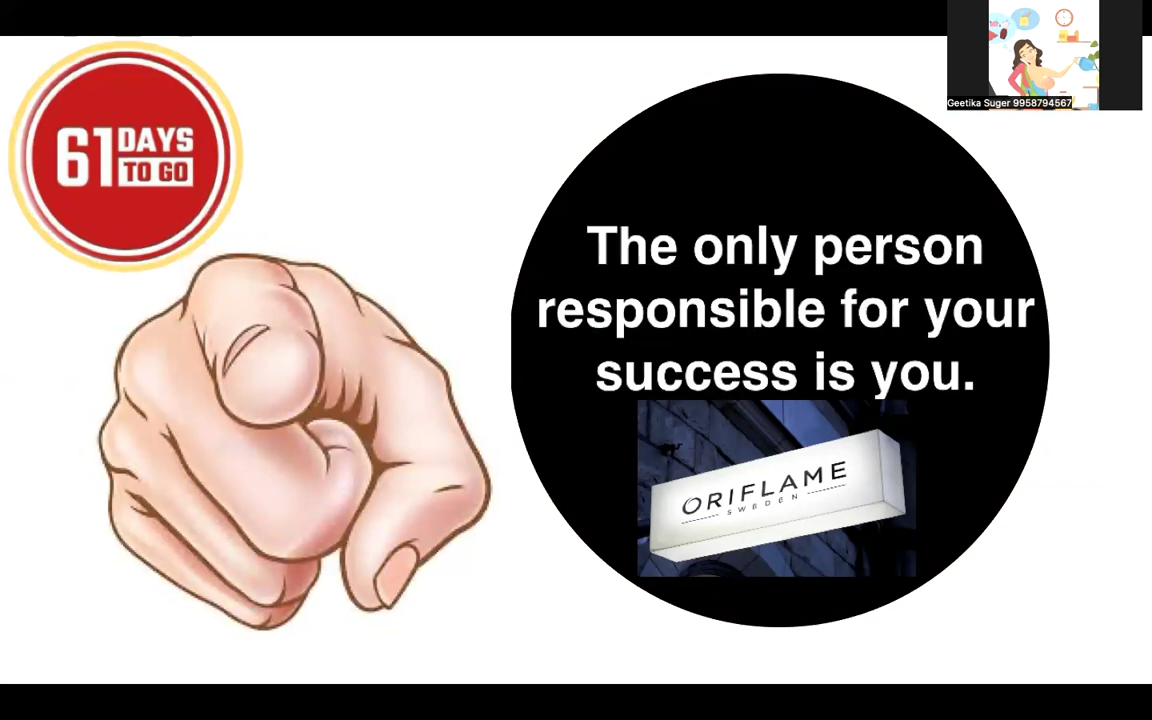 Geetika Suger 9958794567
61 DAYS
TO GO
The only person
responsible for your
success is you.
ORIFLAME
SWEDEN